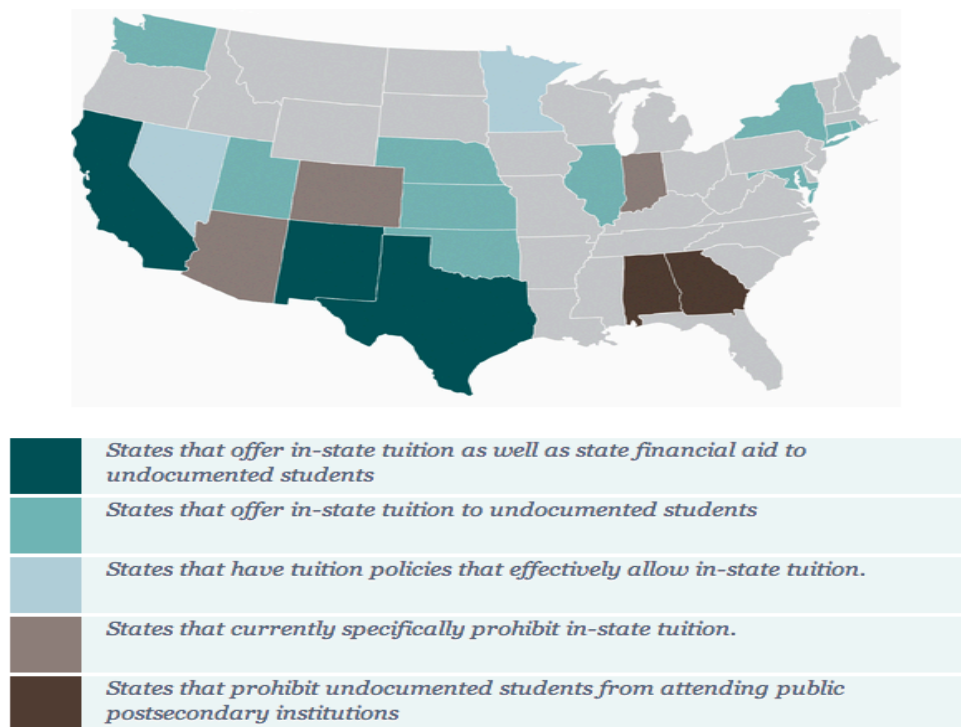 States that offer in-state tuition as well as state financial aid to
undocumented students
States that offer in-state tuition to undocumented students
States that have tuition policies that effectively allow in-state tuition.
States that currently specifically prohibit in-state tuition.
States that prohibit undocumented students from attending public
postsecondary institutions